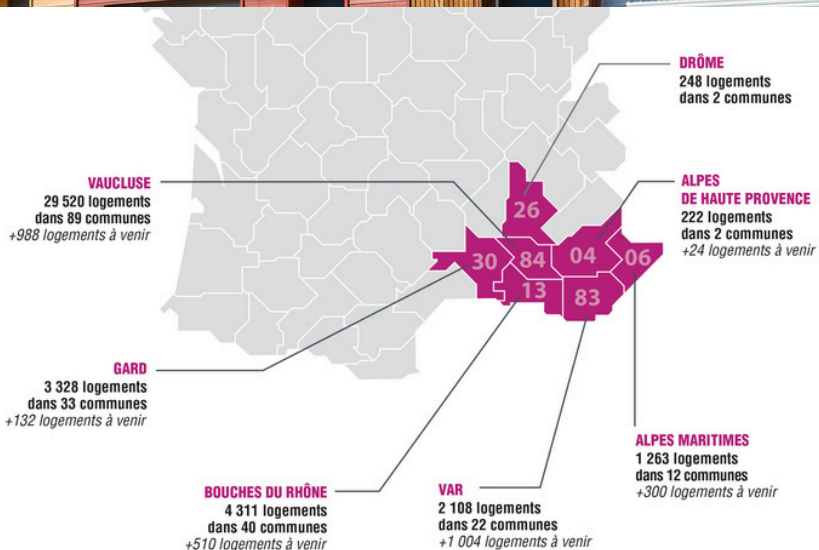 DRÔME
248 logements
dans 2 communes
VAUCLUSE
29 520 logements
dans 89 communes
+988 logements à venir
ALPES
DE HAUTE PROVENCE
222 logements
dans 2 communes
+24 logements à venir
26
30
84
04
06
13
83
GARD
3 328 logements
dans 33 communes
+132 logements à venir
ALPES MARITIMES
1 263 logements
dans 12 communes
+300 logements à venir
BOUCHES DU RHÔNE
4 311 logements
dans 40 communes
+510 logements à venir
VAR
2 108 logements
dans 22 communes
+1 004 logements à venir